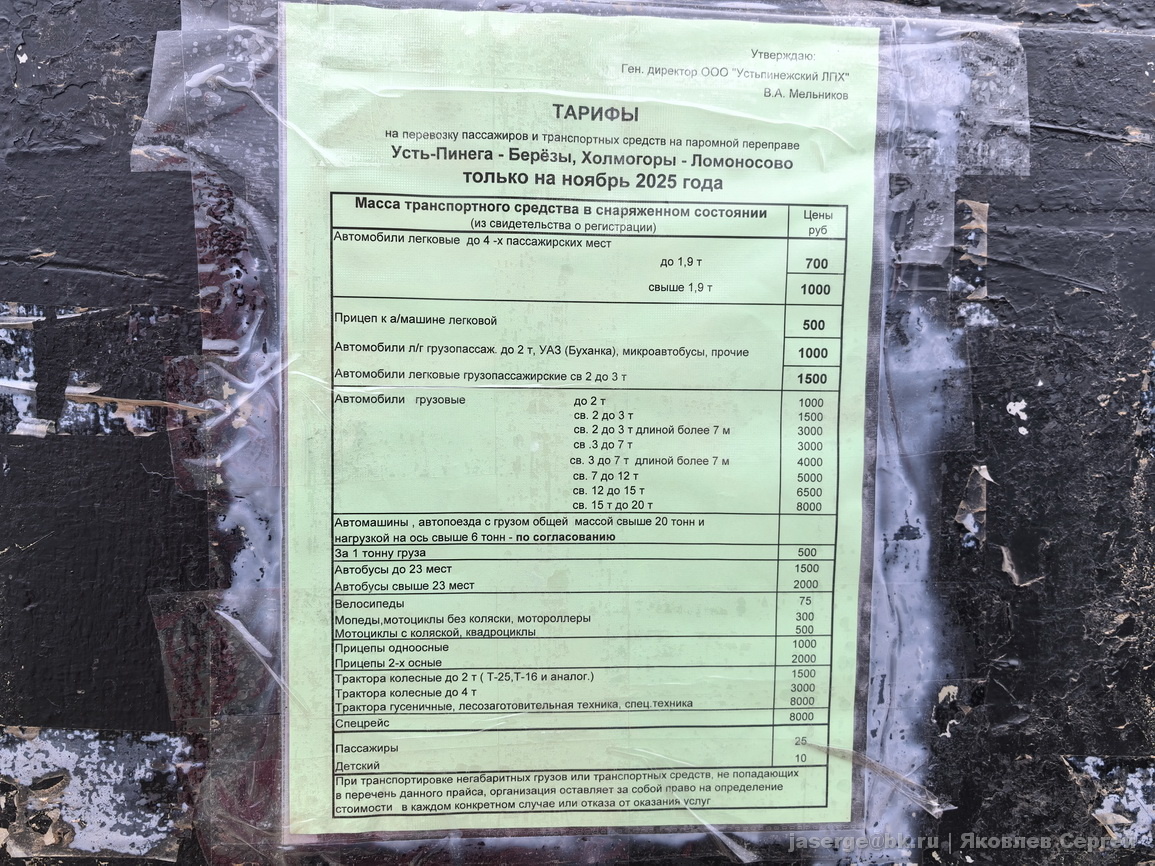 Утверждаю:
Ген. директор ООО "Устьпинежский ЛПХ"
В.А. Мельников
ТАРИФЫ
на перевозку пассажиров и транспортных средств на паромной переправе
Усть-Пинега - Берёзы, Холмогоры - Ломоносово
только на ноябрь 2025 года
Масса транспортного средства в снаряженном состоянии
(из свидетельства о регистрации)
Цены
руб
Автомобили легковые до 4 -х пассажирских мест
до 1,9 т 700
свыше 1,9 т 1000
Прицеп к а/машине легковой 500
Автомобили л/г грузопассаж. до 2 т, УАЗ (Буханка), микроавтобусы, прочие 1000
Автомобили легковые грузопассажирские св 2 до 3 т 1500
Автомобили грузовые до 2 т 1000
св. 2 до 3 т 1500
св. 2 до 3 т длиной более 7 м 3000
св .3 до 7 т 3000
св. 3 до 7 т длиной более 7 м 4000
св. 7 до 12 т 5000
св. 12 до 15 т 6500
св. 15 т до 20 т 8000
Автомашины , автопоезда с грузом общей массой свыше 20 тонн и
нагрузкой на ось свыше 6 тонн - по согласованию
За 1 тонну груза 500
Автобусы до 23 мест 1500
Автобусы свыше 23 мест 2000
Велосипеды 75
Мопеды,мотоциклы без коляски, мотороллеры 300
Мотоциклы с коляской, квадроциклы 500
Прицепы одноосные 1000
Прицепы 2-х осные 2000
Трактора колесные до 2 т ( Т-25,Т-16 и аналог.) 1500
Трактора колесные до 4 т 3000
Трактора гусеничные, лесозаготовительная техника, спец.техника 8000
Спецрейс 8000
Пассажиры 25
Детский 10
При транспортировке негабаритных грузов или транспортных средств, не попадающих
в перечень данного прайса, организация оставляет за собой право на определение
стоимости в каждом конкретном случае или отказа от оказания услуг
jaserge@bk.ru | Яковлев Сергей